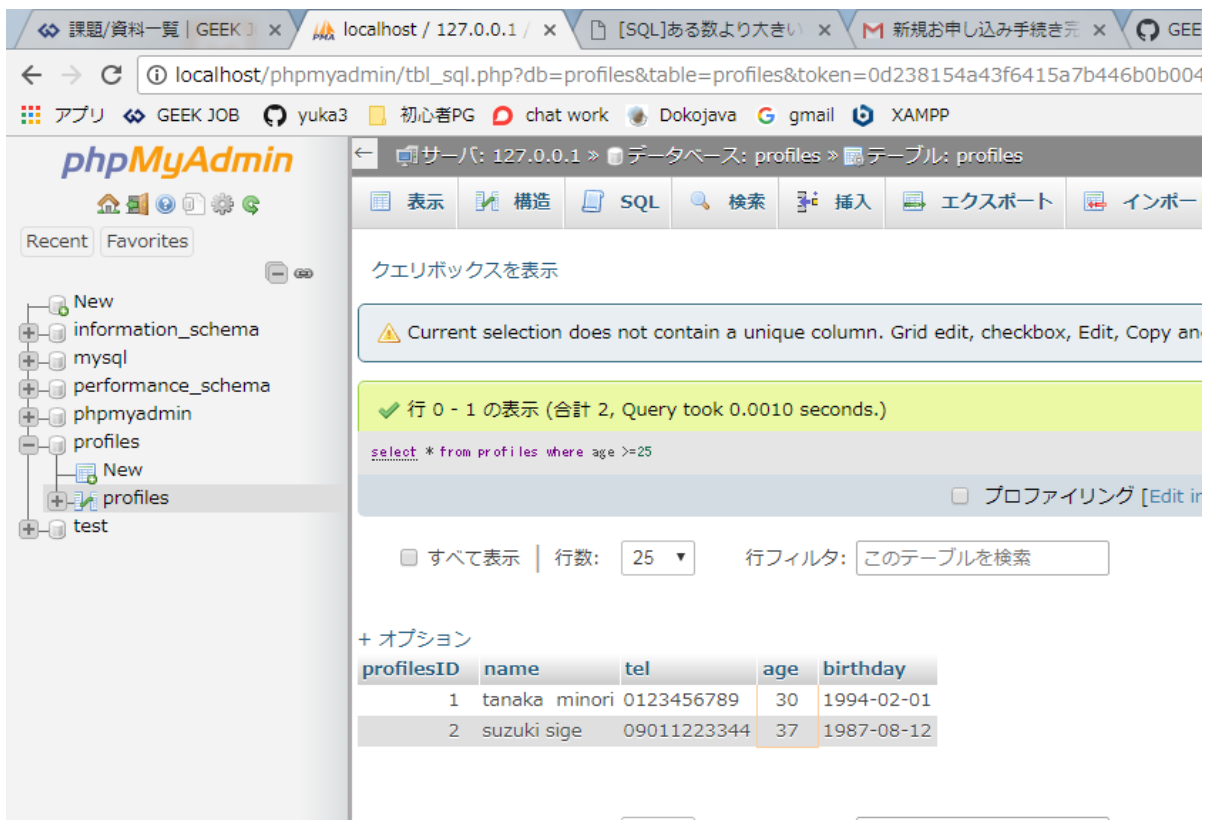 課題/資料一覧 | GEEK J
localhost / 127.0.0.1 /
[SQL]ある数より大きい
新規お申し込み手続き完
GEE
localhost/phpmyadmin/tbl_sql.php?db=profiles&table=profiles&token=0d238154a43f6415a7b446b0b004
アプリ GEEK JOB yuka3 初心者PG chat work Dokojava gmail XAMPP
phpMyAdmin
Recent Favorites
New
information_schema
mysql
performance_schema
phpmyadmin
profiles
New
profiles
test
サーバ: 127.0.0.1 » データベース: profiles » テーブル: profiles
表示 構造 SQL 検索 挿入 エクスポート インポー
クエリボックスを表示
Current selection does not contain a unique column. Grid edit, checkbox, Edit, Copy an
行 0 - 1 の表示 (合計 2, Query took 0.0010 seconds.)
select * from profiles where age >=25
プロファイリング [Edit in
すべて表示 | 行数: 25 行フィルタ: このテーブルを検索
+ オプション
profilesID name tel age birthday
1 tanaka minori 0123456789 30 1994-02-01
2 suzuki sige 09011223344 37 1987-08-12